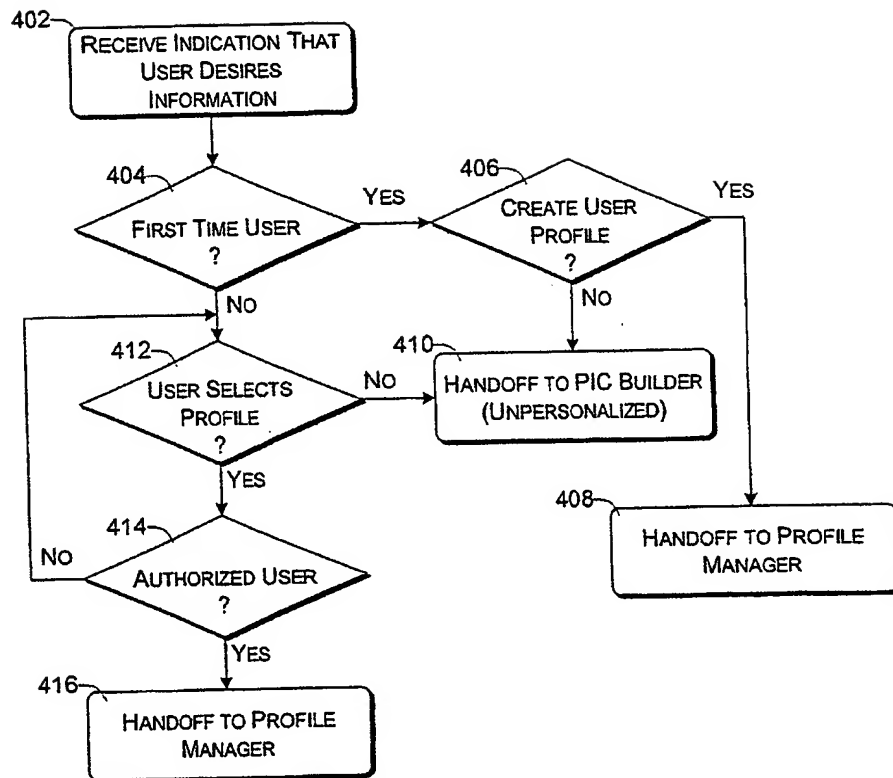 402
RECEIVE INDICATION THAT
USER DESIRES
INFORMATION
404
FIRST TIME USER
?
YES
406
CREATE USER
PROFILE
?
YES
NO
NO
412
USER SELECTS
PROFILE
?
NO
410
HANDOFF TO PIC BUILDER
(UNPERSONALIZED)
YES
408
HANDOFF TO PROFILE
MANAGER
414
AUTHORIZED USER
?
NO
YES
416
HANDOFF TO PROFILE
MANAGER